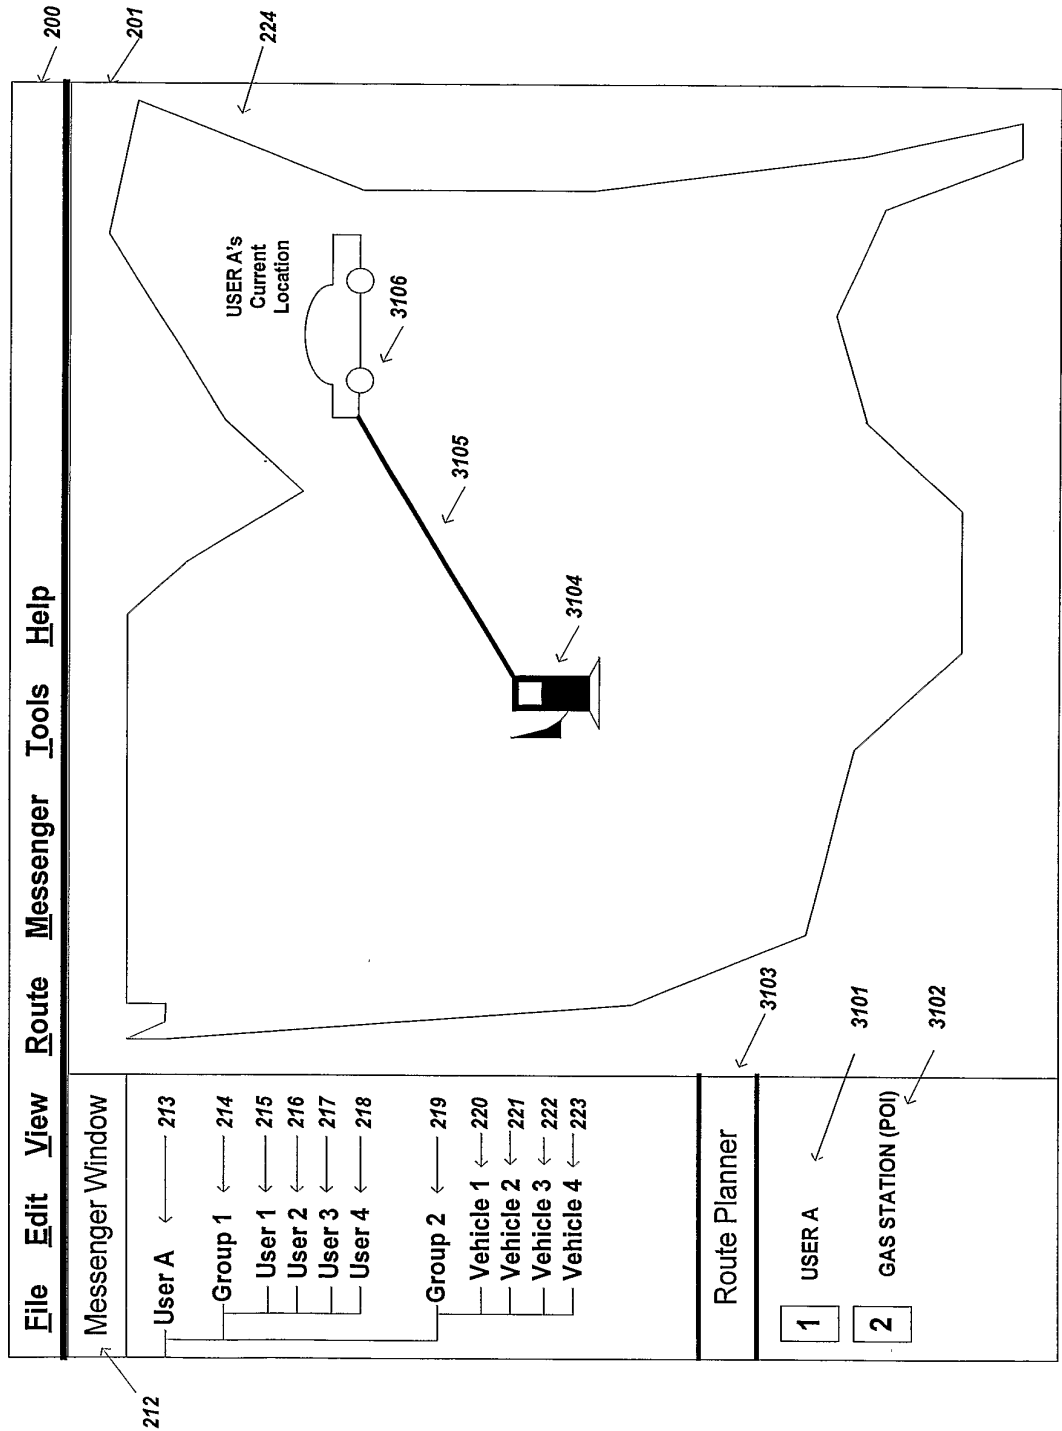 200
File Edit View Route Messenger Tools Help
201
212
Messenger Window
User A 213
Group 1 214
User 1 215
User 2 216
User 3 217
User 4 218
Group 2 219
Vehicle 1 220
Vehicle 2 221
Vehicle 3 222
Vehicle 4 223
224
USER A's
Current
Location
3106
3105
3104
Route Planner
3103
1 USER A
3101
2 GAS STATION (POI)
3102